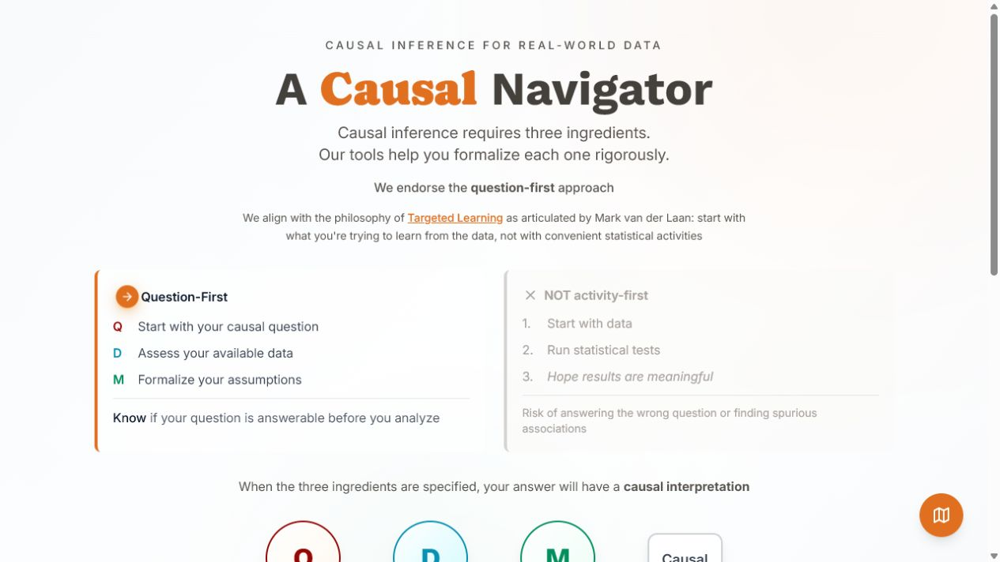 CAUSAL INFERENCE FOR REAL-WORLD DATA
A Causal Navigator
Causal inference requires three ingredients.
Our tools help you formalize each one rigorously.
We endorse the question-first approach
We align with the philosophy of Targeted Learning as articulated by Mark van der Laan: start with
what you're trying to learn from the data, not with convenient statistical activities
Question-First
Q Start with your causal question
D Assess your available data
M Formalize your assumptions
Know if your question is answerable before you analyze
NOT activity-first
1. Start with data
2. Run statistical tests
3. Hope results are meaningful
Risk of answering the wrong question or finding spurious
associations
When the three ingredients are specified, your answer will have a causal interpretation
Q D M Causal